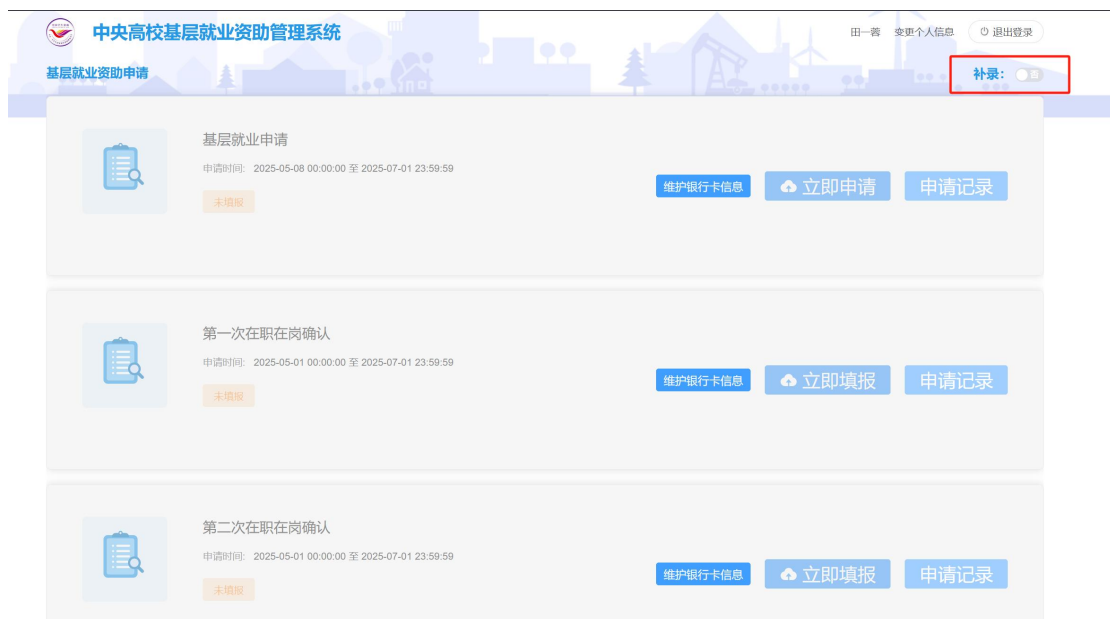 中央高校基层就业资助管理系统
田一蓉 变更个人信息 退出登录
基层就业资助申请
补录： 否
基层就业申请
申请时间: 2025-05-08 00:00:00 至 2025-07-01 23:59:59
未填报
维护银行卡信息 立即申请 申请记录
第一次在职在岗确认
申请时间: 2025-05-01 00:00:00 至 2025-07-01 23:59:59
未填报
维护银行卡信息 立即填报 申请记录
第二次在职在岗确认
申请时间: 2025-05-01 00:00:00 至 2025-07-01 23:59:59
未填报
维护银行卡信息 立即填报 申请记录